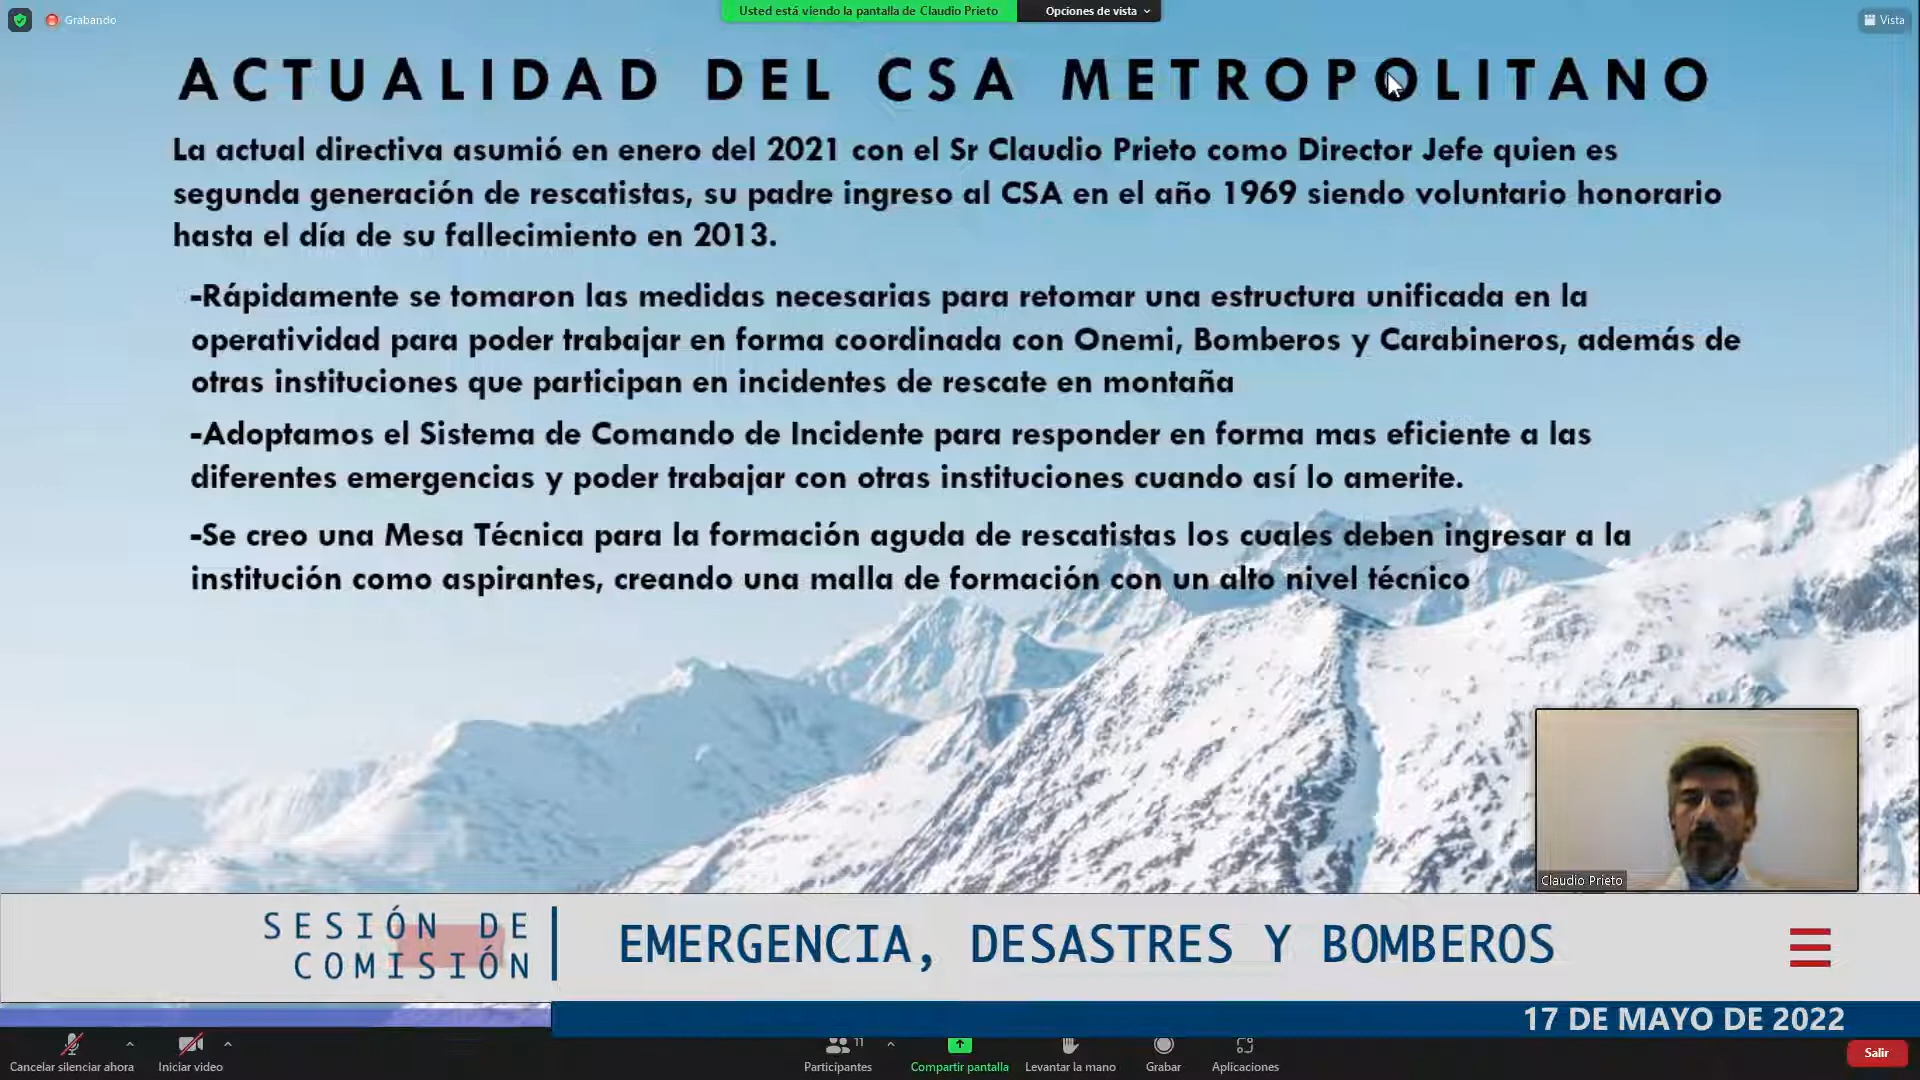 Grabando
Usted está viendo la pantalla de Claudio Prieto
Opciones de vista
Vista
ACTUALIDAD DEL CSA METROPOLITANO
La actual directiva asumió en enero del 2021 con el Sr Claudio Prieto como Director Jefe quien es
segunda generación de rescatistas, su padre ingreso al CSA en el año 1969 siendo voluntario honorario
hasta el día de su fallecimiento en 2013.
-Rápidamente se tomaron las medidas necesarias para retomar una estructura unificada en la
operatividad para poder trabajar en forma coordinada con Onemi, Bomberos y Carabineros, además de
otras instituciones que participan en incidentes de rescate en montaña
-Adoptamos el Sistema de Comando de Incidente para responder en forma mas eficiente a las
diferentes emergencias y poder trabajar con otras instituciones cuando así lo amerite.
-Se creo una Mesa Técnica para la formación aguda de rescatistas los cuales deben ingresar a la
institución como aspirantes, creando una malla de formación con un alto nivel técnico
Claudio Prieto
SESIÓN DE
COMISIÓN
EMERGENCIA, DESASTRES Y BOMBEROS
17 DE MAYO DE 2022
Cancelar silenciar ahora
Iniciar video
11
Participantes
Compartir pantalla
Levantar la mano
Grabar
Aplicaciones
Salir